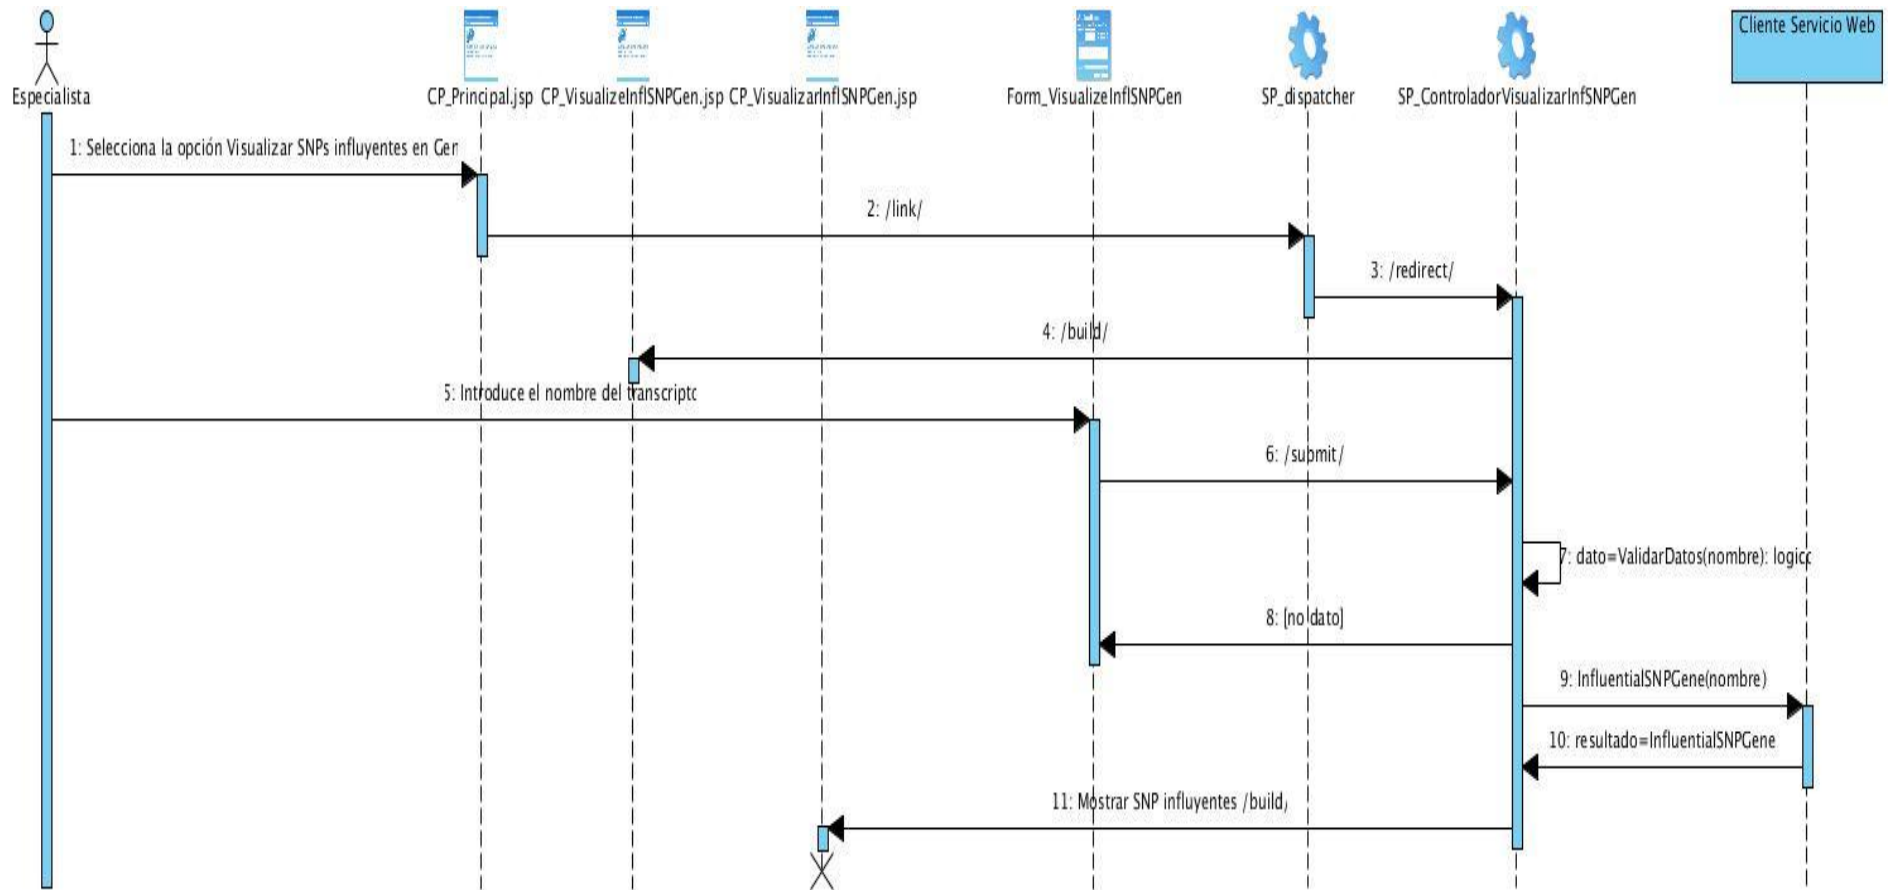 Cliente Servicio Web
Especialista
CP_Principal.jsp
CP_VisualizeInflSNPGen.jsp
CP_VisualizarInflSNPGen.jsp
Form_VisualizeInflSNPGen
SP_dispatcher
SP_ControladorVisualizarInfSNPGen
1: Selecciona la opción Visualizar SNPs influyentes en Gen
2: /link/
3: /redirect/
4: /build/
5: Introduce el nombre del transcripto
6: /submit/
7: dato=ValidarDatos(nombre): logico
8: [no dato]
9: InfluentialSNPGene(nombre)
10: resultado=InfluentialSNPGene
11: Mostrar SNP influyentes /build/